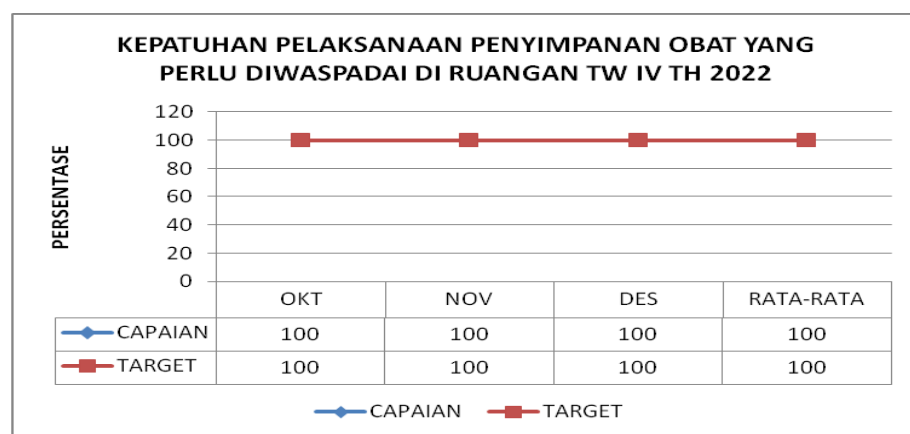 KEPATUHAN PELAKSANAAN PENYIMPANAN OBAT YANG
PERLU DIWASPADAI DI RUANGAN TW IV TH 2022
PERSENTASE
120
100
80
60
40
20
0
OKT NOV DES RATA-RATA
CAPAIAN 100 100 100 100
TARGET 100 100 100 100
CAPAIAN TARGET